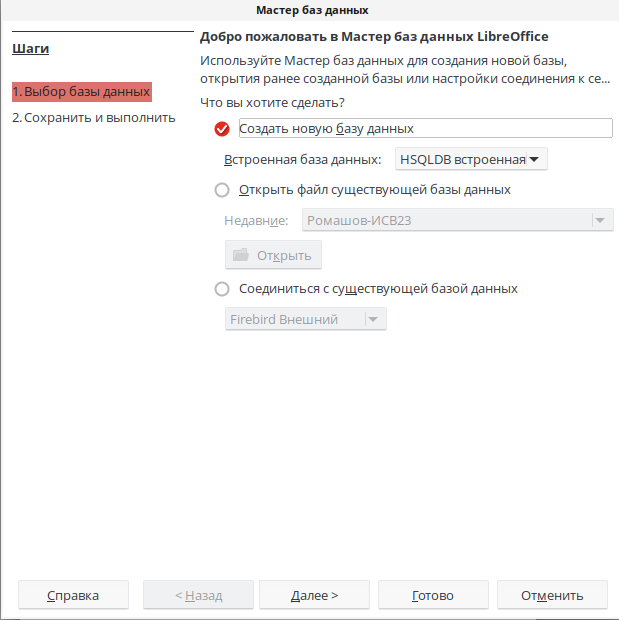 Мастер баз данных
Шаги
1. Выбор базы данных
2. Сохранить и выполнить
Добро пожаловать в Мастер баз данных LibreOffice
Используйте Мастер баз данных для создания новой базы,
открытия ранее созданной базы или настройки соединения к се...
Что вы хотите сделать?
Создать новую базу данных
Встроенная база данных: HSQLDB встроенная
Открыть файл существующей базы данных
Недавние: Ромашов-ИСВ23
Открыть
Соединиться с существующей базой данных
Firebird Внешний
Справка < Назад Далее > Готово Отменить